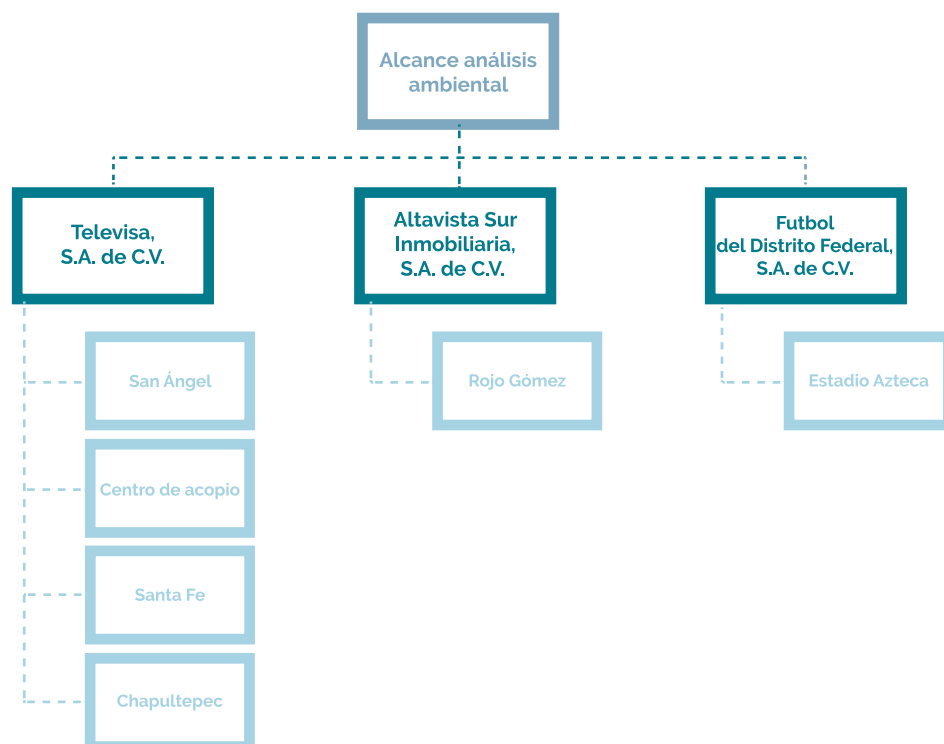 Alcance análisis
ambiental
Televisa,
S.A. de C.V.
Altavista Sur
Inmobiliaria,
S.A. de C.V.
Futbol
del Distrito Federal,
S.A. de C.V.
San Ángel
Centro de acopio
Santa Fe
Chapultepec
Rojo Gómez
Estadio Azteca